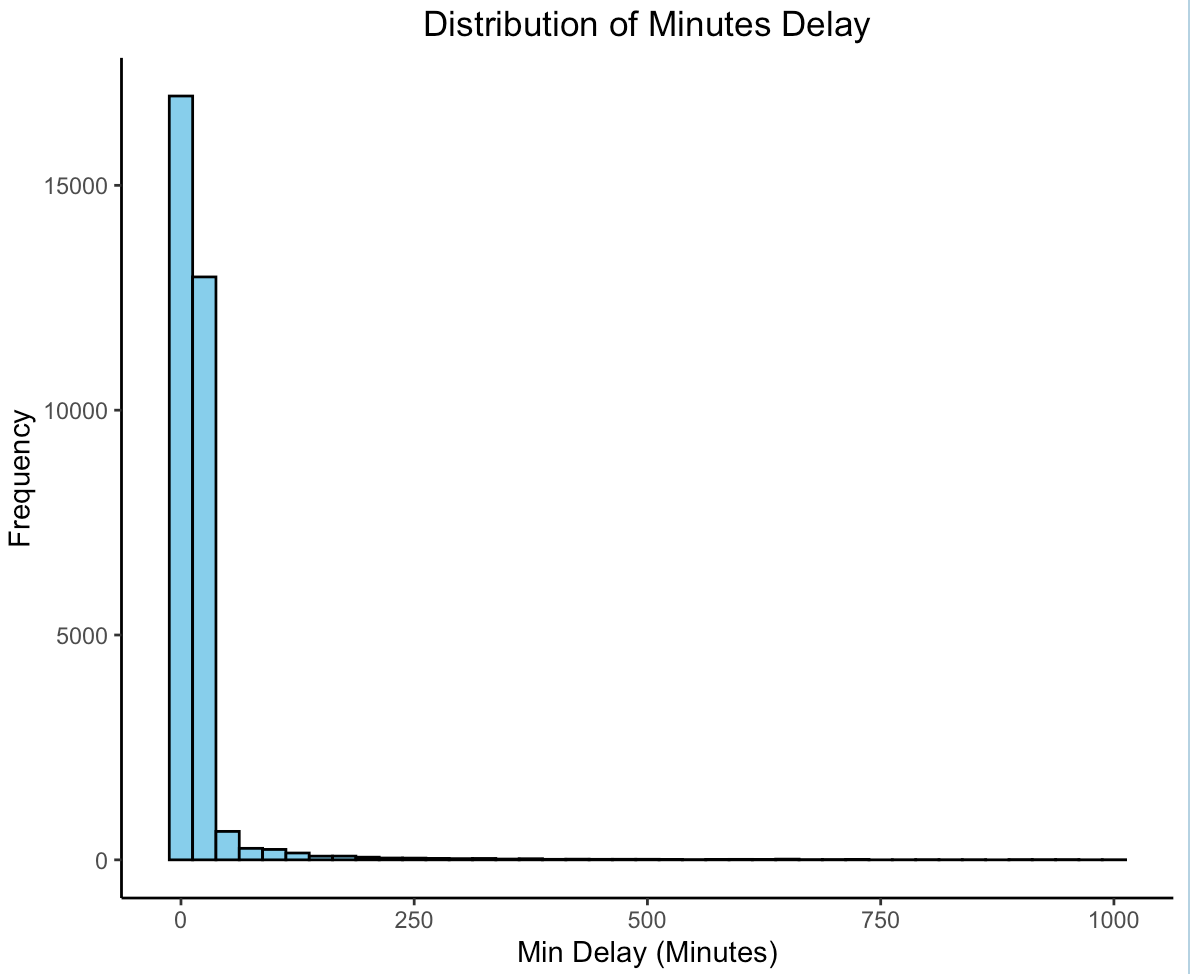 Distribution of Minutes Delay
15000
10000
5000
0
Frequency
0 250 500 750 1000
Min Delay (Minutes)